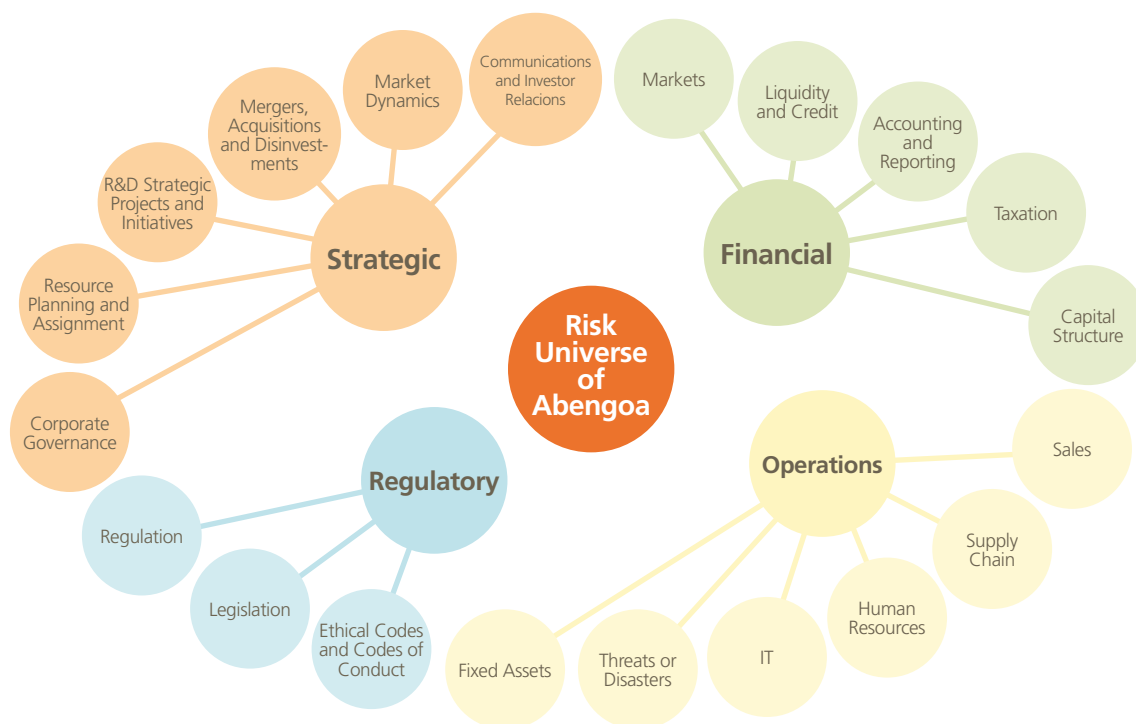 Communications
and Investor
Relacions
Market
Dynamics
Mergers,
Acquisitions
and Disinvest-
ments
R&D Strategic
Projects and
Initiatives
Resource
Planning and
Assignment
Corporate
Governance
Strategic
Markets
Liquidity
and Credit
Accounting
and
Reporting
Taxation
Capital
Structure
Financial
Risk
Universe
of
Abengoa
Regulatory
Regulation
Legislation
Ethical Codes
and Codes of
Conduct
Operations
Sales
Supply
Chain
Human
Resources
IT
Threats or
Disasters
Fixed Assets